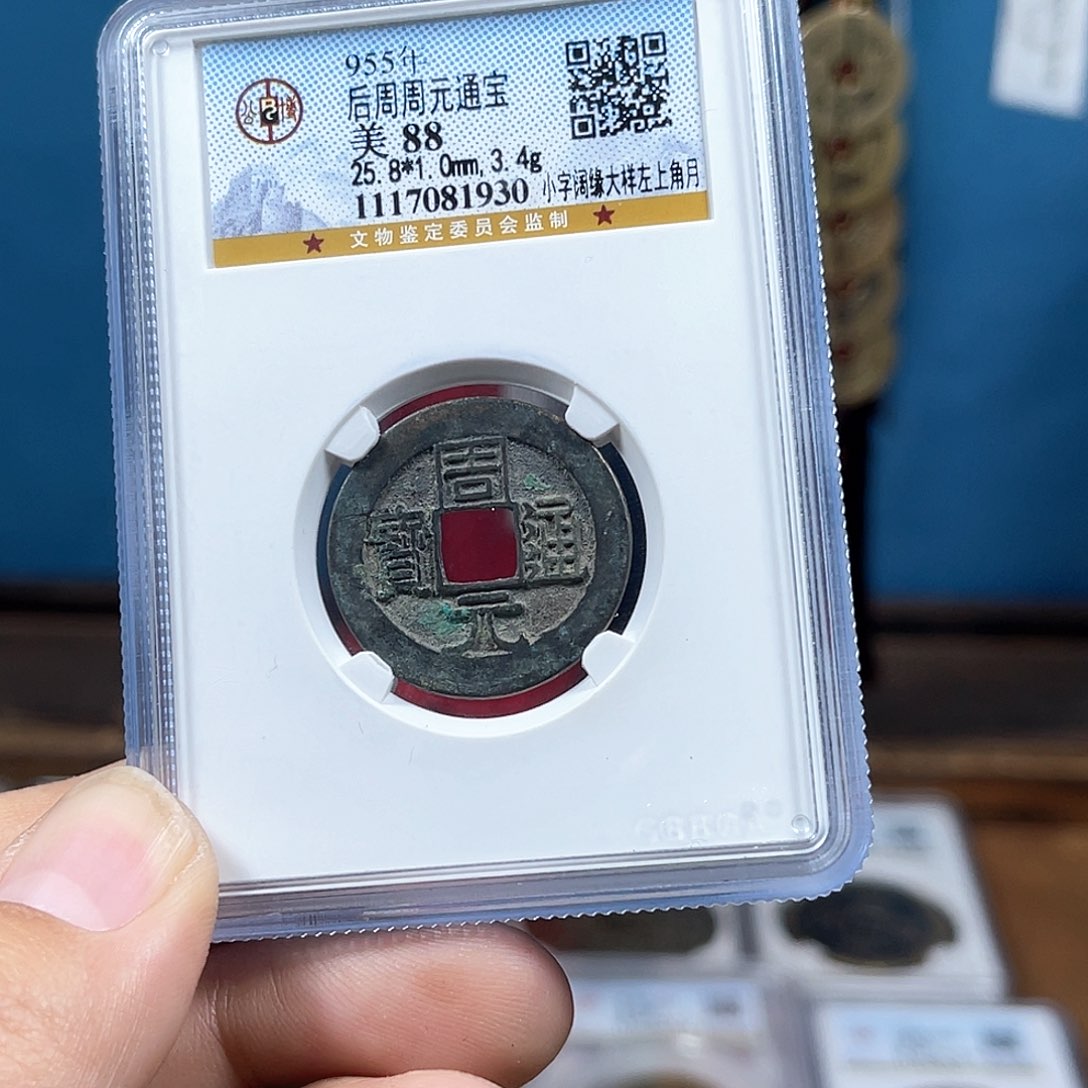 955年
后周周元通宝
美 88
25.8*1.0mm,3.4g
1117081930 小字阔缘大样左上角月
★ 文物鉴定委员会监制 ★
周
寶 通
元